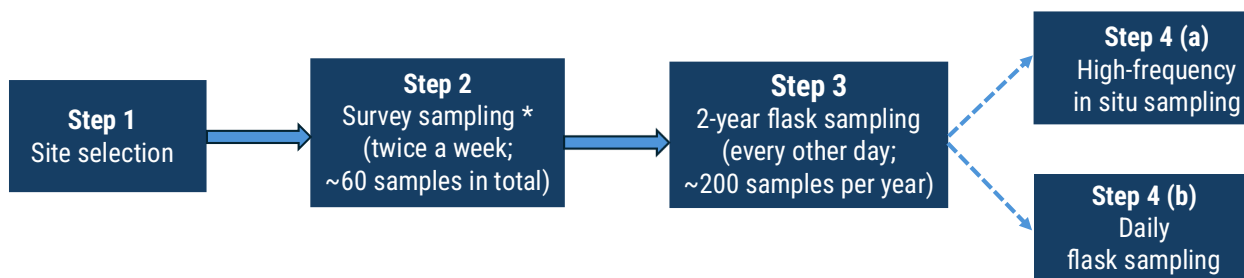 Step 1
Site selection
Step 2
Survey sampling *
(twice a week;
~60 samples in total)
Step 3
2-year flask sampling
(every other day;
~200 samples per year)
Step 4 (a)
High-frequency
in situ sampling
Step 4 (b)
Daily
flask sampling